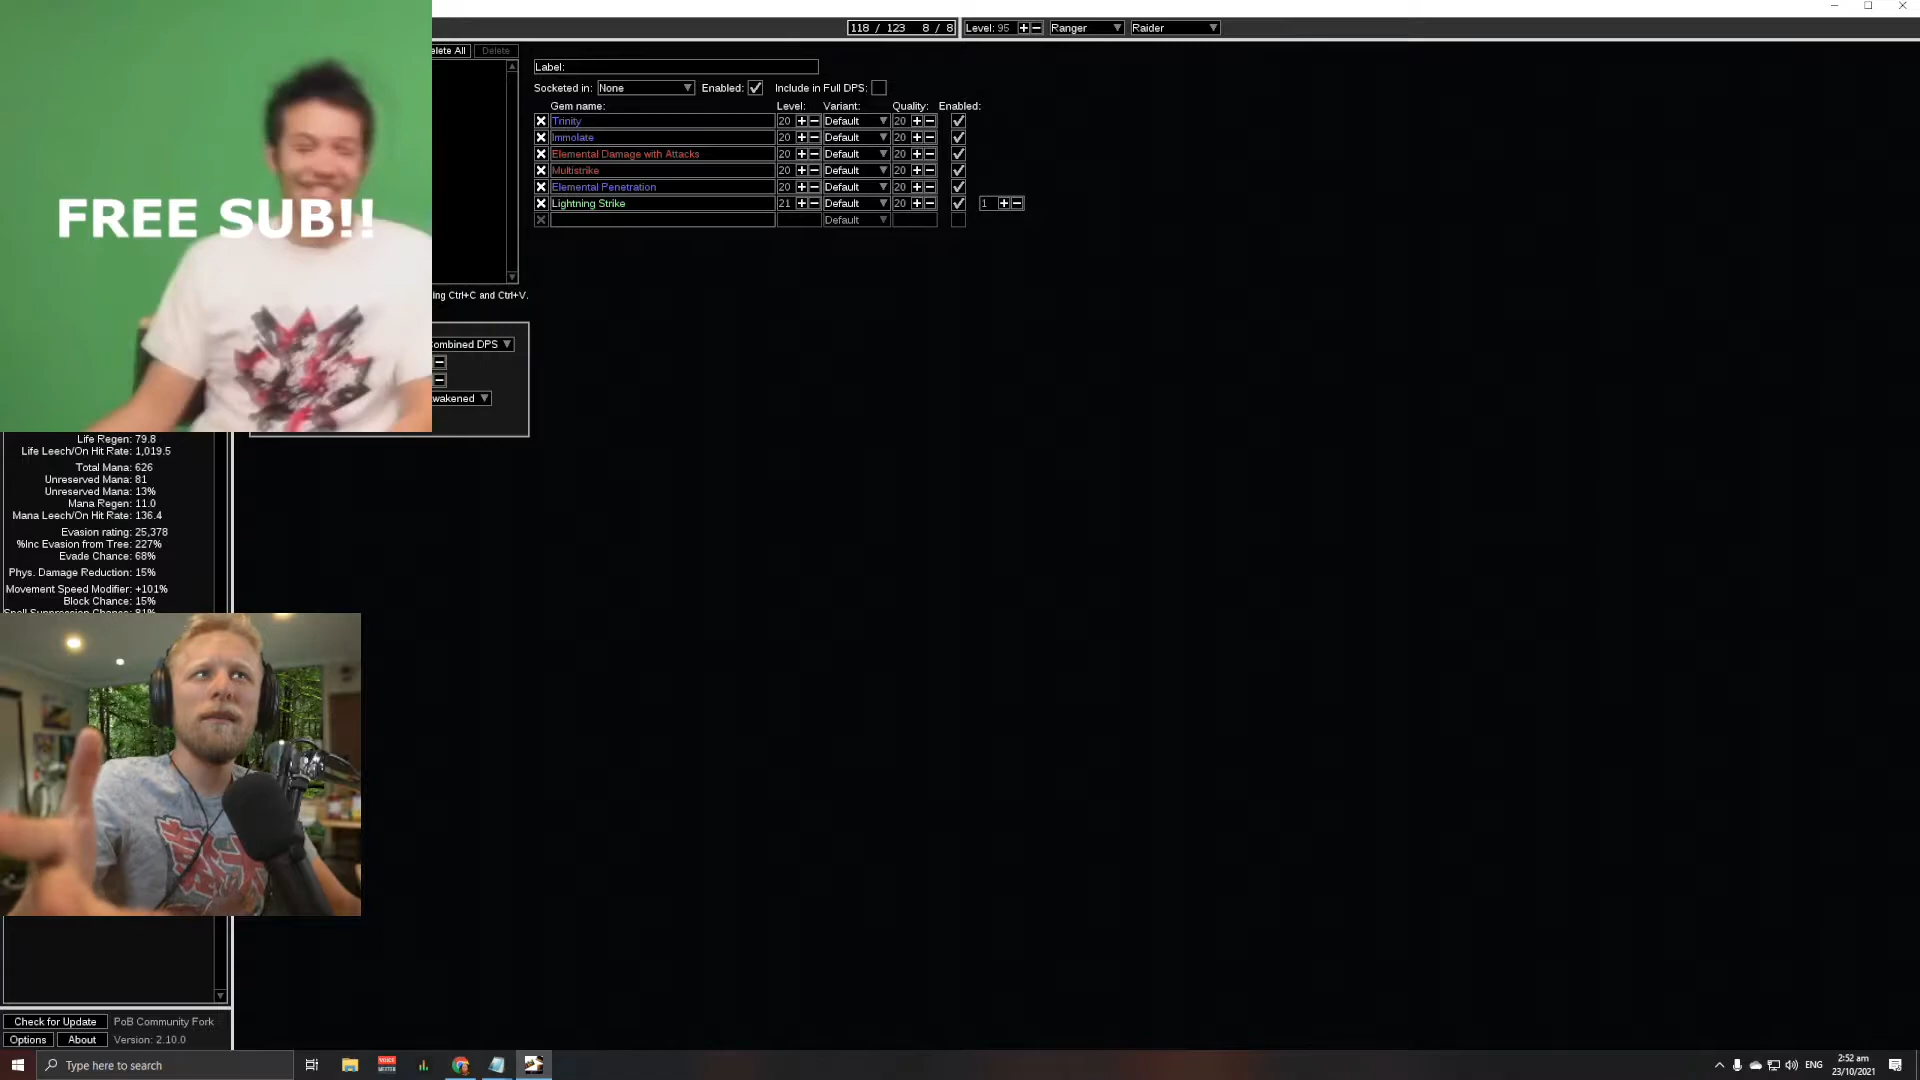 118 / 123 8 / 8
Level: 95
Ranger
Raider
elete All
Delete
Label:
Socketed in: None
Enabled:
Include in Full DPS:
Gem name: Level: Variant: Quality: Enabled:
Trinity 20 Default 20
Immolate 20 Default 20
Elemental Damage with Attacks 20 Default 20
Multistrike 20 Default 20
Elemental Penetration 20 Default 20
Lightning Strike 21 Default 20 1
Default
FREE SUB!!
ing Ctrl+C and Ctrl+V.
ombined DPS
wakened
Life Regen: 79.8
Life Leech/On Hit Rate: 1,019.5
Total Mana: 626
Unreserved Mana: 81
Unreserved Mana: 13%
Mana Regen: 11.0
Mana Leech/On Hit Rate: 136.4
Evasion rating: 25,378
%Inc Evasion from Tree: 227%
Evade Chance: 68%
Phys. Damage Reduction: 15%
Movement Speed Modifier: +101%
Block Chance: 15%
Spell Suppression Chance: 81%
Check for Update
PoB Community Fork
Options
About
Version: 2.10.0
Type here to search
VOICE
ENG
2:52 am
23/10/2021